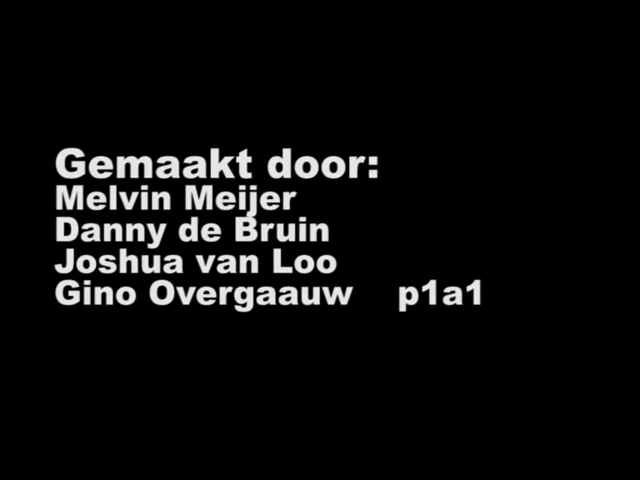 Gemaakt door:
Melvin Meijer
Danny de Bruin
Joshua van Loo
Gino Overgaauw p1a1